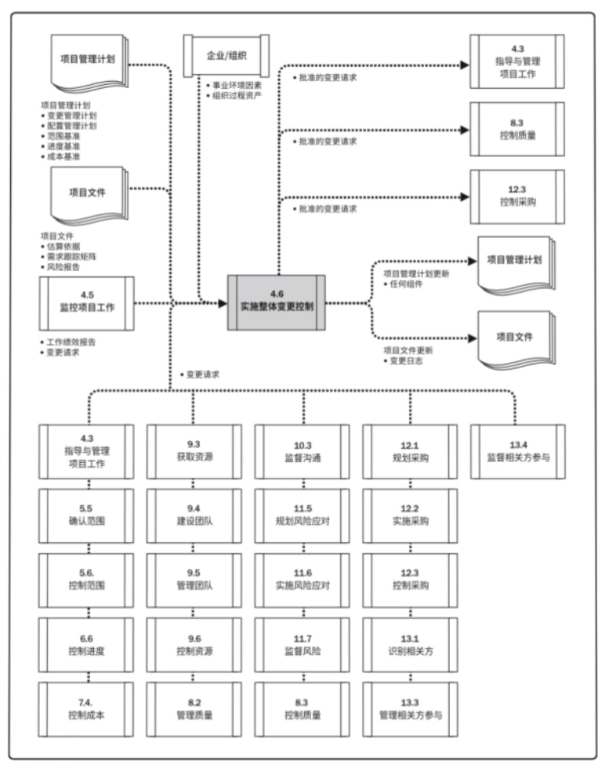 项目管理计划
项目管理计划
• 变更管理计划
• 配置管理计划
• 范围基准
• 进度基准
• 成本基准
企业/组织
• 事业环境因素
• 组织过程资产
• 批准的变更请求
4.3
指导与管理
项目工作
• 批准的变更请求
8.3
控制质量
• 批准的变更请求
12.3
控制采购
项目文件
项目文件
• 估算依据
• 需求跟踪矩阵
• 风险报告
4.5
监控项目工作
• 工作绩效报告
• 变更请求
4.6
实施整体变更控制
项目管理计划更新
• 任何组件
项目管理计划
项目文件更新
• 变更日志
项目文件
• 变更请求
4.3
指导与管理
项目工作
5.5
确认范围
5.6.
控制范围
6.6
控制进度
7.4.
控制成本
9.3
获取资源
9.4
建设团队
9.5
管理团队
9.6
控制资源
8.2
管理质量
10.3
监督沟通
11.5
规划风险应对
11.6
实施风险应对
11.7
监督风险
8.3
控制质量
12.1
规划采购
12.2
实施采购
12.3
控制采购
13.1
识别相关方
13.3
管理相关方参与
13.4
监督相关方参与